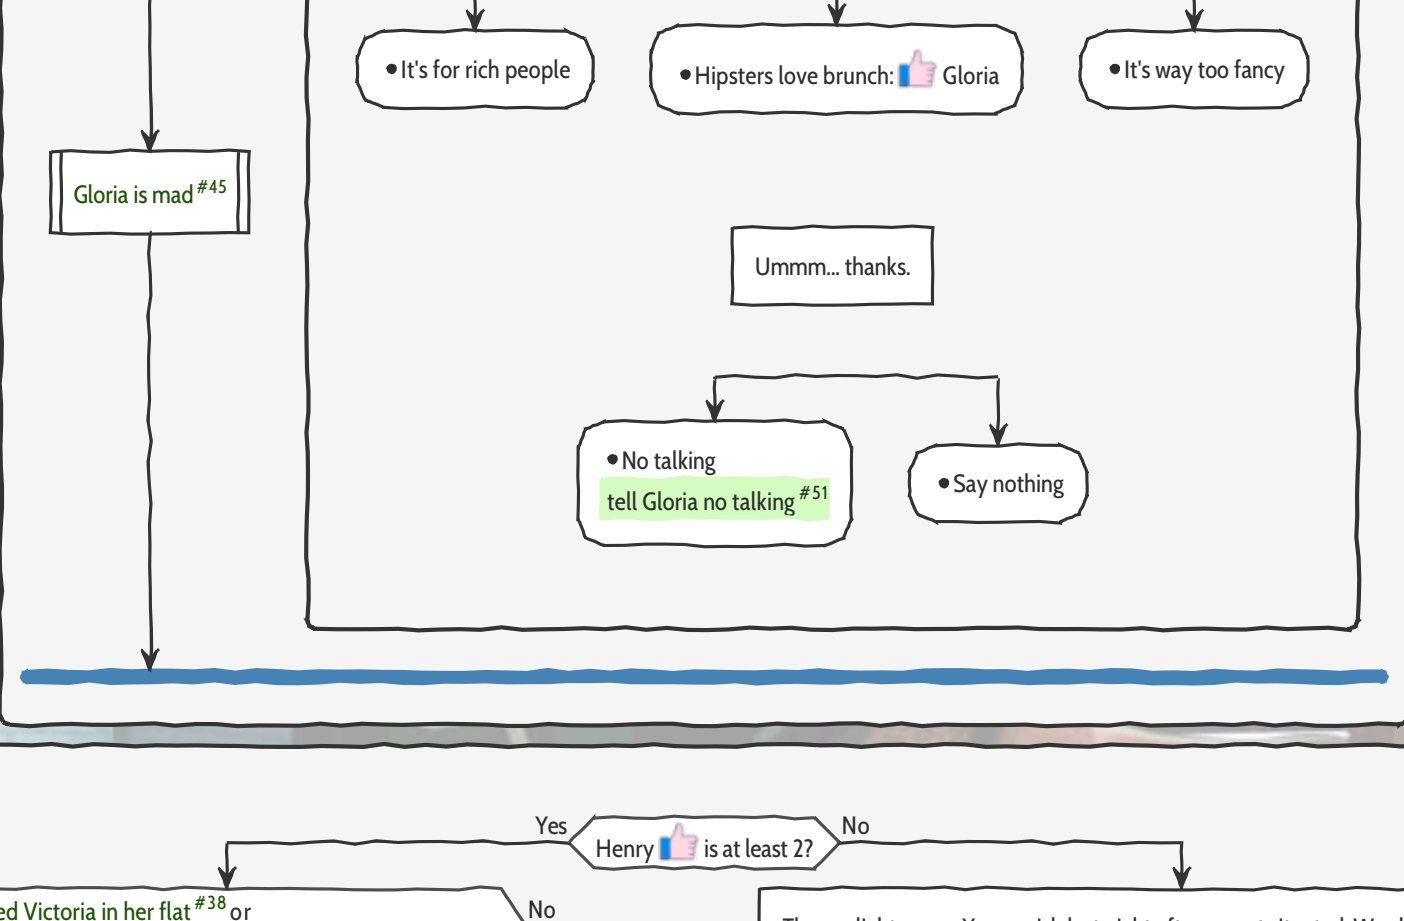 •It's for rich people
•Hipsters love brunch: 👍 Gloria
•It's way too fancy
Gloria is mad #45
Ummm... thanks.
•No talking
tell Gloria no talking #51
•Say nothing
Yes
Henry 👍 is at least 2?
No
Victoria in her flat #38 or
No